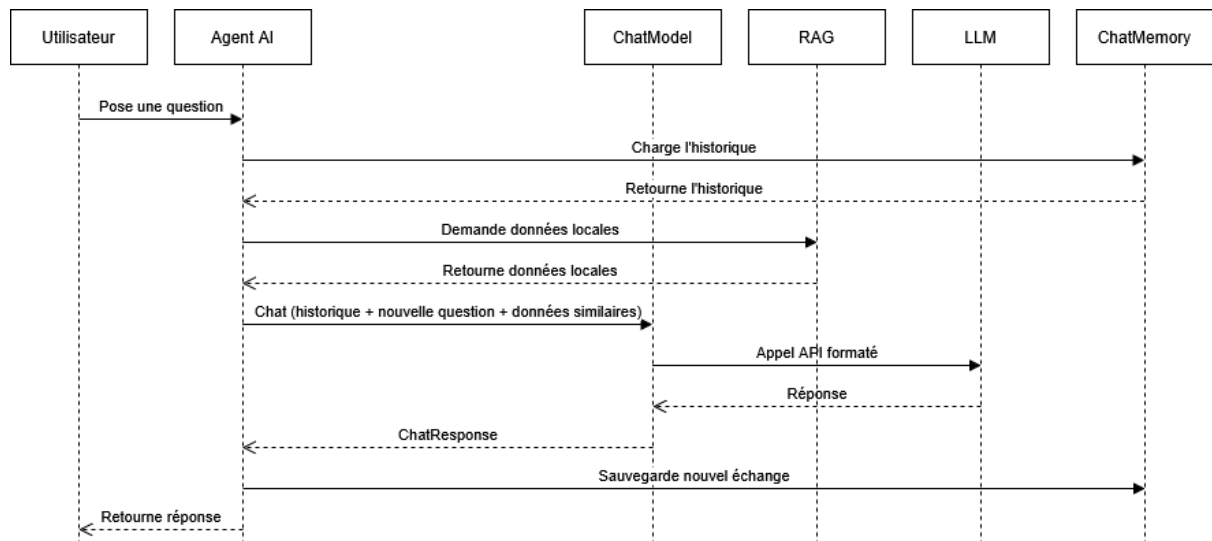 Utilisateur
Agent AI
ChatModel
RAG
LLM
ChatMemory
Pose une question
Charge l'historique
Retourne l'historique
Demande données locales
Retourne données locales
Chat (historique + nouvelle question + données similaires)
Appel API formaté
Réponse
ChatResponse
Sauvegarde nouvel échange
Retourne réponse